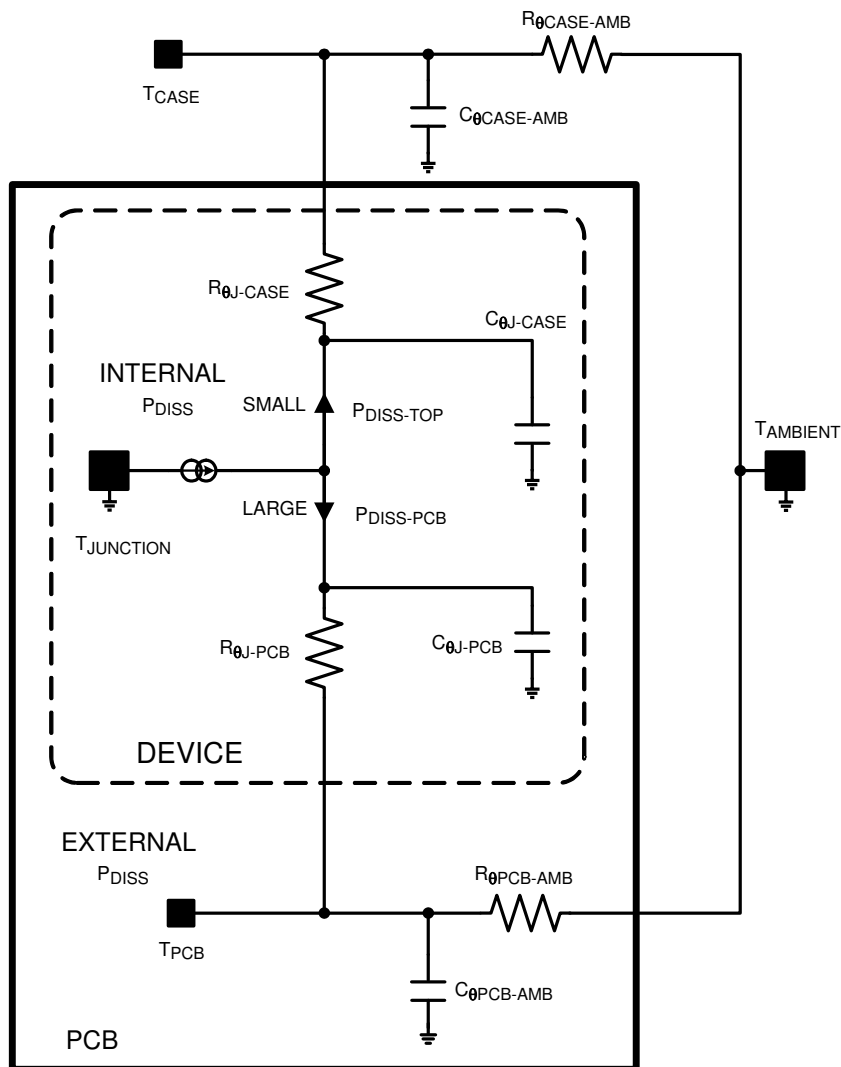 RθCASE-AMB
TCASE
CθCASE-AMB
RθJ-CASE
CθJ-CASE
INTERNAL
PDISS
SMALL
PDISS-TOP
TAMBIENT
LARGE
PDISS-PCB
TJUNCTION
RθJ-PCB
CθJ-PCB
DEVICE
EXTERNAL
PDISS
RθPCB-AMB
TPCB
CθPCB-AMB
PCB